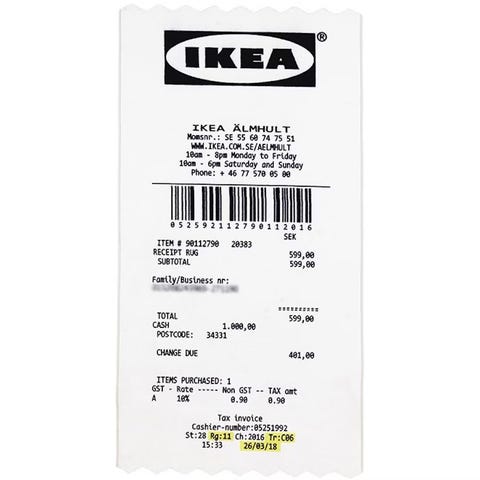 IKEA®
IKEA ÄLMHULT
Momsnr.: SE 55 60 74 75 51
WWW.IKEA.COM.SE/AELMHULT
10am - 8pm Monday to Friday
10am - 6pm Saturday and Sunday
Phone: + 46 77 570 05 00
05259112790112016
SEK
ITEM # 90112790 20383
RECEIPT RUG 599,00
SUBTOTAL 599,00
Family/Business nr:
==========
TOTAL 599,00
CASH 1.000,00
POSTCODE: 34331
CHANGE DUE 401,00
ITEMS PURCHASED: 1
GST - Rate ----- Non GST -- TAX amt
A 10% 0.90 0.90
Tax invoice
Cashier-number:05251992
St:28 Rg:11 Ch:2016 Tr:C06
15:33 26/03/18